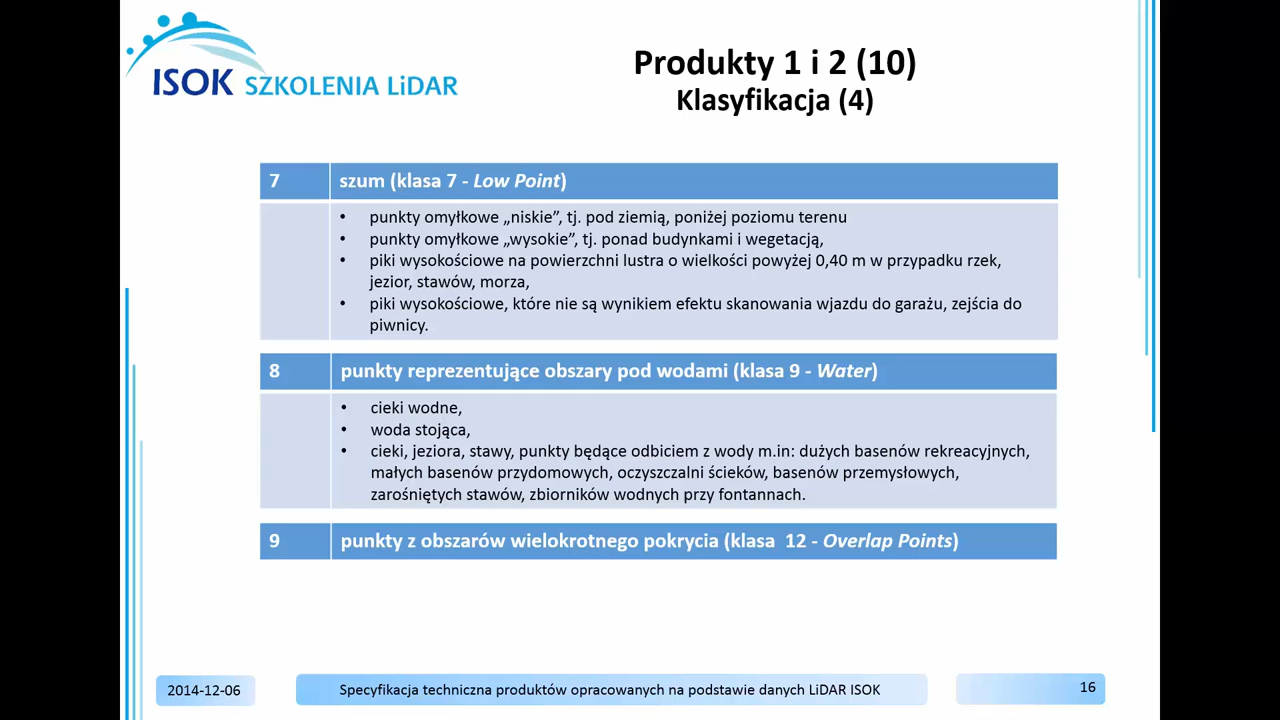 ISOK SZKOLENIA LiDAR
Produkty 1 i 2 (10)
Klasyfikacja (4)
7 szum (klasa 7 - Low Point)
• punkty omyłkowe „niskie”, tj. pod ziemią, poniżej poziomu terenu
• punkty omyłkowe „wysokie”, tj. ponad budynkami i wegetacją,
• piki wysokościowe na powierzchni lustra o wielkości powyżej 0,40 m w przypadku rzek,
jezior, stawów, morza,
• piki wysokościowe, które nie są wynikiem efektu skanowania wjazdu do garażu, zejścia do
piwnicy.
8 punkty reprezentujące obszary pod wodami (klasa 9 - Water)
• cieki wodne,
• woda stojąca,
• cieki, jeziora, stawy, punkty będące odbiciem z wody m.in: dużych basenów rekreacyjnych,
małych basenów przydomowych, oczyszczalni ścieków, basenów przemysłowych,
zarośniętych stawów, zbiorników wodnych przy fontannach.
9 punkty z obszarów wielokrotnego pokrycia (klasa 12 - Overlap Points)
2014-12-06
Specyfikacja techniczna produktów opracowanych na podstawie danych LiDAR ISOK
16